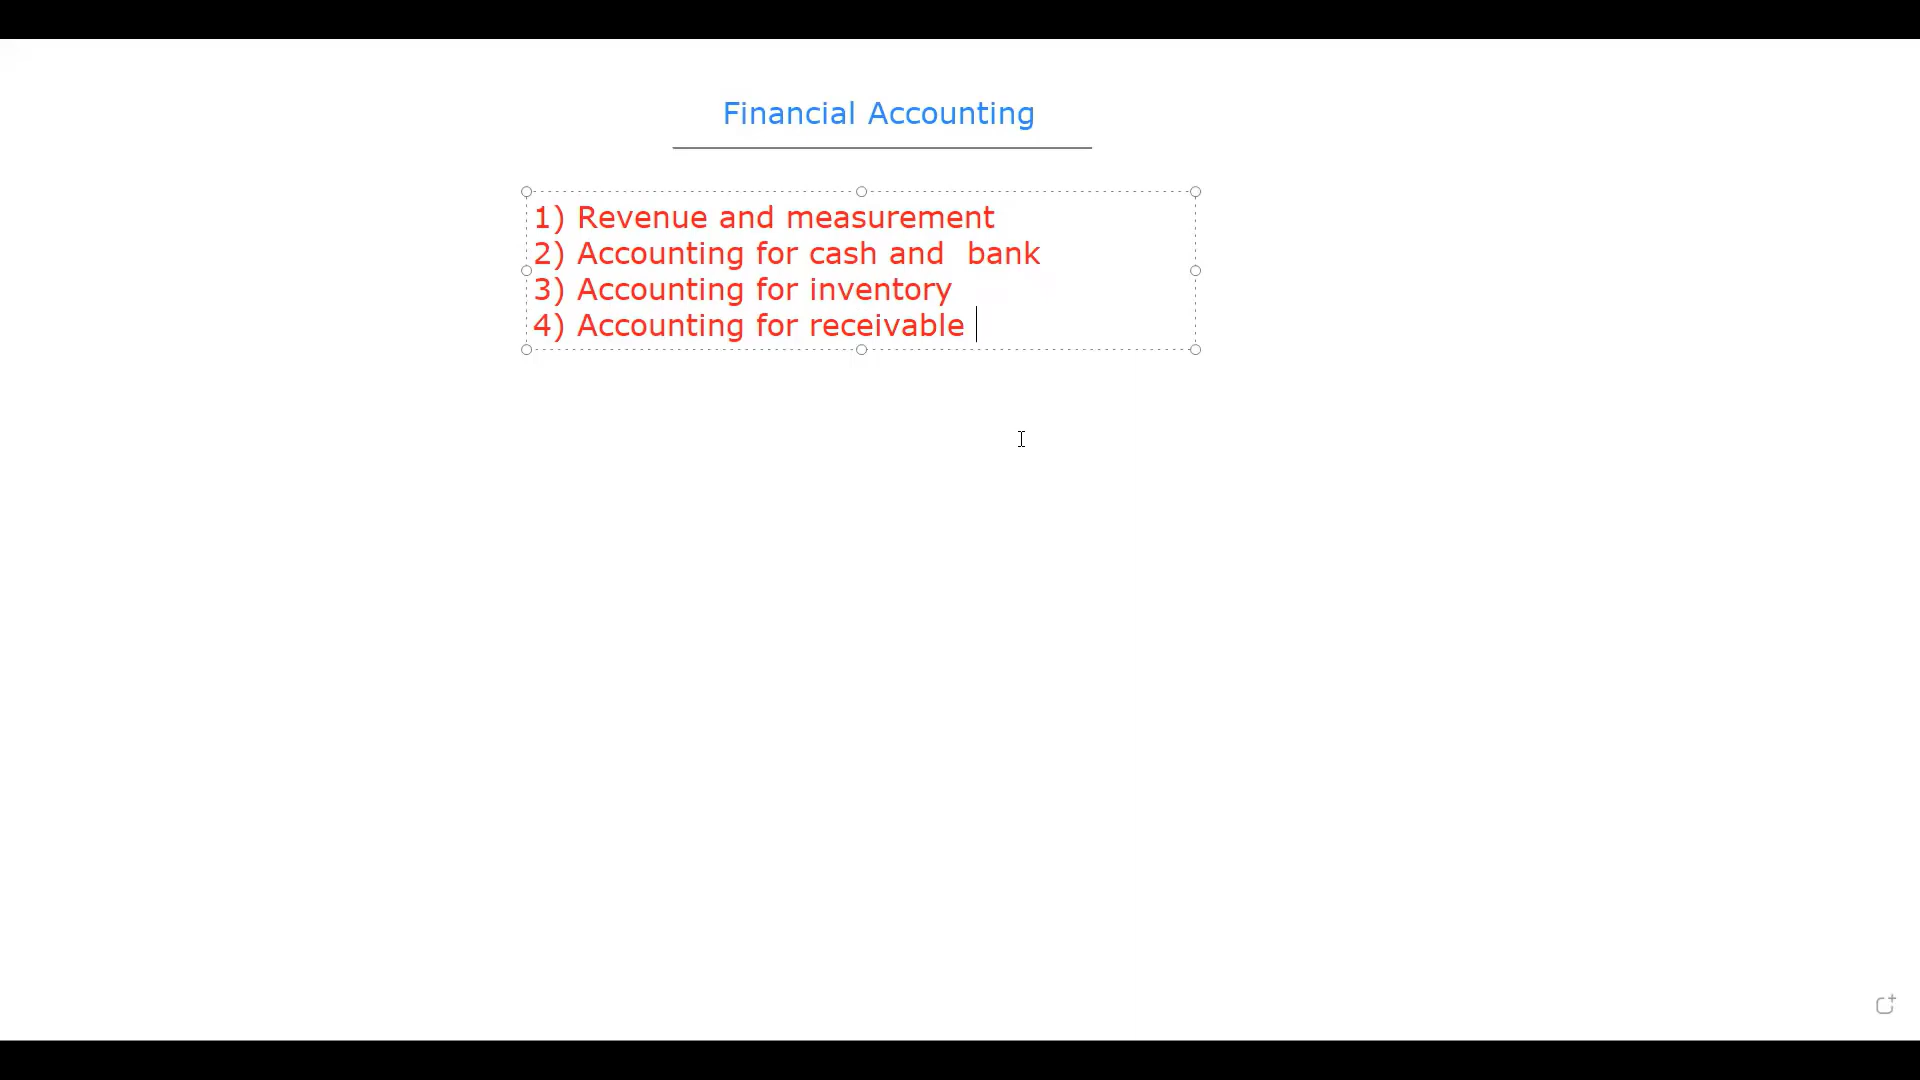 Financial Accounting
1) Revenue and measurement
2) Accounting for cash and  bank
3) Accounting for inventory
4) Accounting for receivable